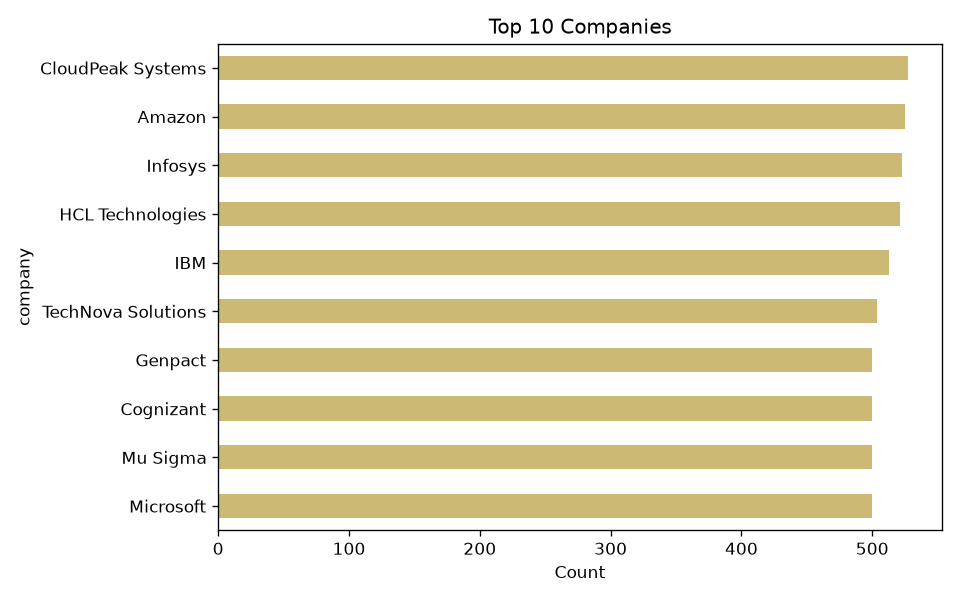 Top 10 Companies
CloudPeak Systems
Amazon
Infosys
HCL Technologies
IBM
TechNova Solutions
Genpact
Cognizant
Mu Sigma
Microsoft
company
0 100 200 300 400 500
Count